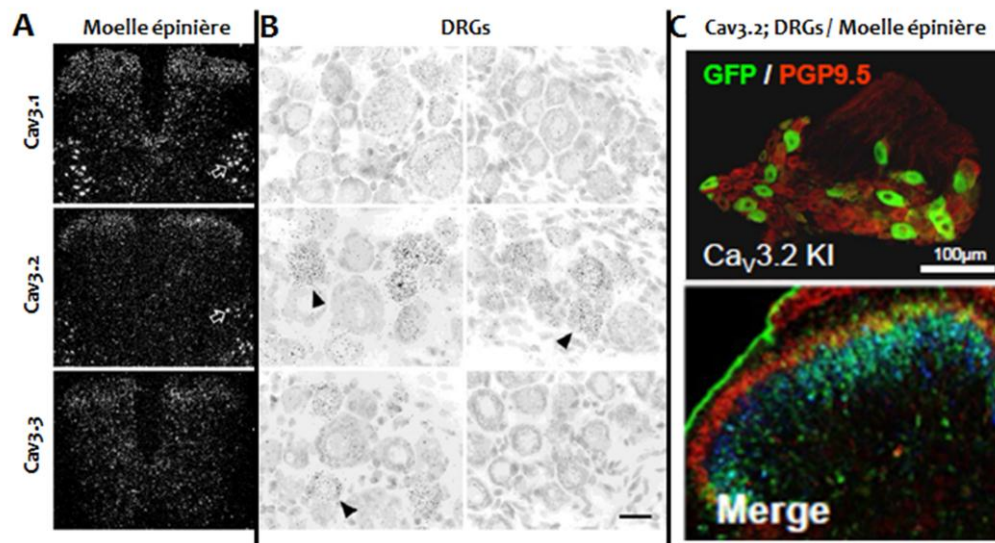 A Moelle épinière B DRGs C Cav3.2; DRGs / Moelle épinière
Cav3.1
Cav3.2
Cav3.3
GFP / PGP9.5
CaV3.2 KI
100µm
Merge